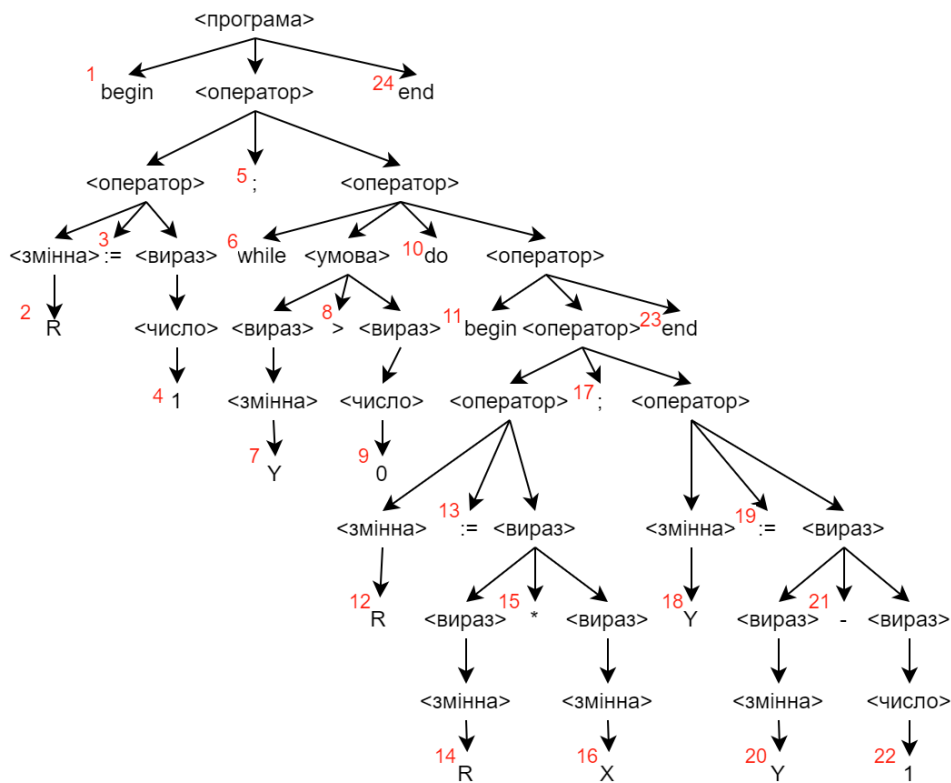 <програма>
1 begin <оператор> 24 end
<оператор> 5 ; <оператор>
<змінна> 3 := <вираз> 6 while <умова> 10 do <оператор>
2 R <число> <вираз> 8 > <вираз> 11 begin <оператор> 23 end
4 1 <змінна> <число> <оператор> 17 ; <оператор>
7 Y 9 0
<змінна> 13 := <вираз> <змінна> 19 := <вираз>
12 R <вираз> 15 * <вираз> 18 Y <вираз> 21 - <вираз>
<змінна> <змінна> <змінна> <число>
14 R 16 X 20 Y 22 1